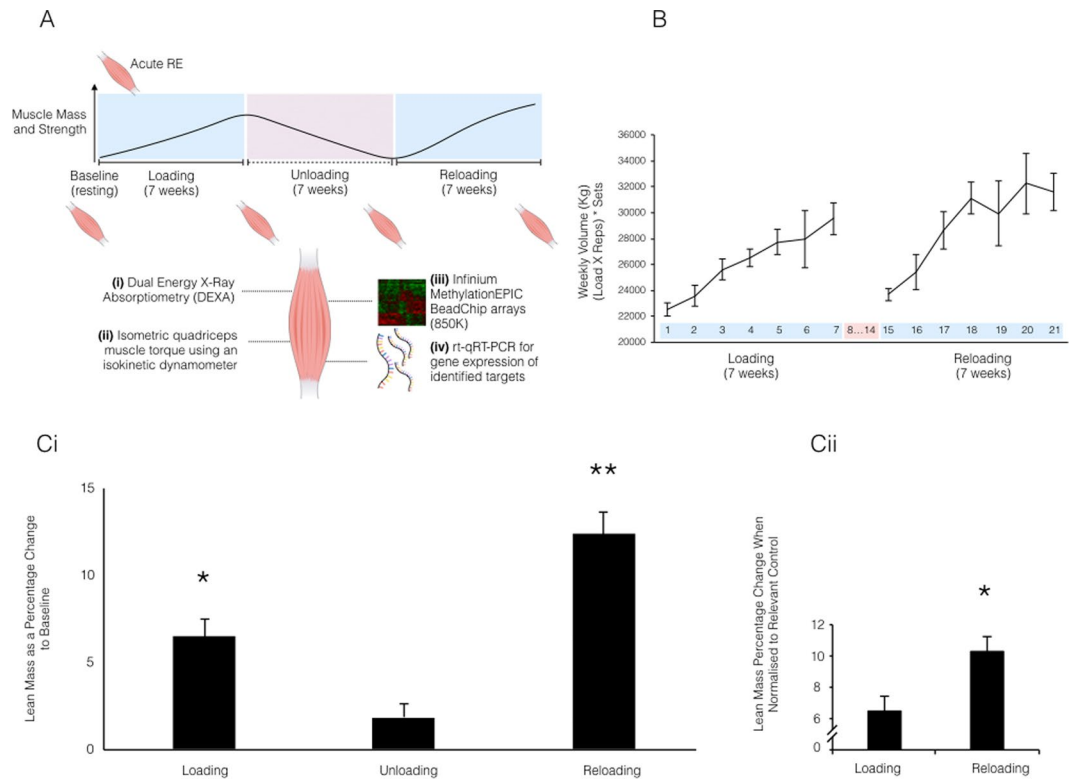 A
Acute RE
Muscle Mass
and Strength
Baseline
(resting)
Loading
(7 weeks)
Unloading
(7 weeks)
Reloading
(7 weeks)
(i) Dual Energy X-Ray
Absorptiometry (DEXA)
(ii) Isometric quadriceps
muscle torque using an
isokinetic dynamometer
(iii) Infinium
MethylationEPIC
BeadChip arrays
(850K)
(iv) rt-qRT-PCR for
gene expression of
identified targets
B
Weekly Volume (Kg)
(Load X Reps) * Sets
36000
34000
32000
30000
28000
26000
24000
22000
20000
1 2 3 4 5 6 7 8...14 15 16 17 18 19 20 21
Loading
(7 weeks)
Reloading
(7 weeks)
Ci
Lean Mass as a Percentage Change
to Baseline
15
10
5
0
*
**
Loading Unloading Reloading
Cii
Lean Mass Percentage Change When
Normalised to Relevant Control
12
10
8
6
0
*
Loading Reloading